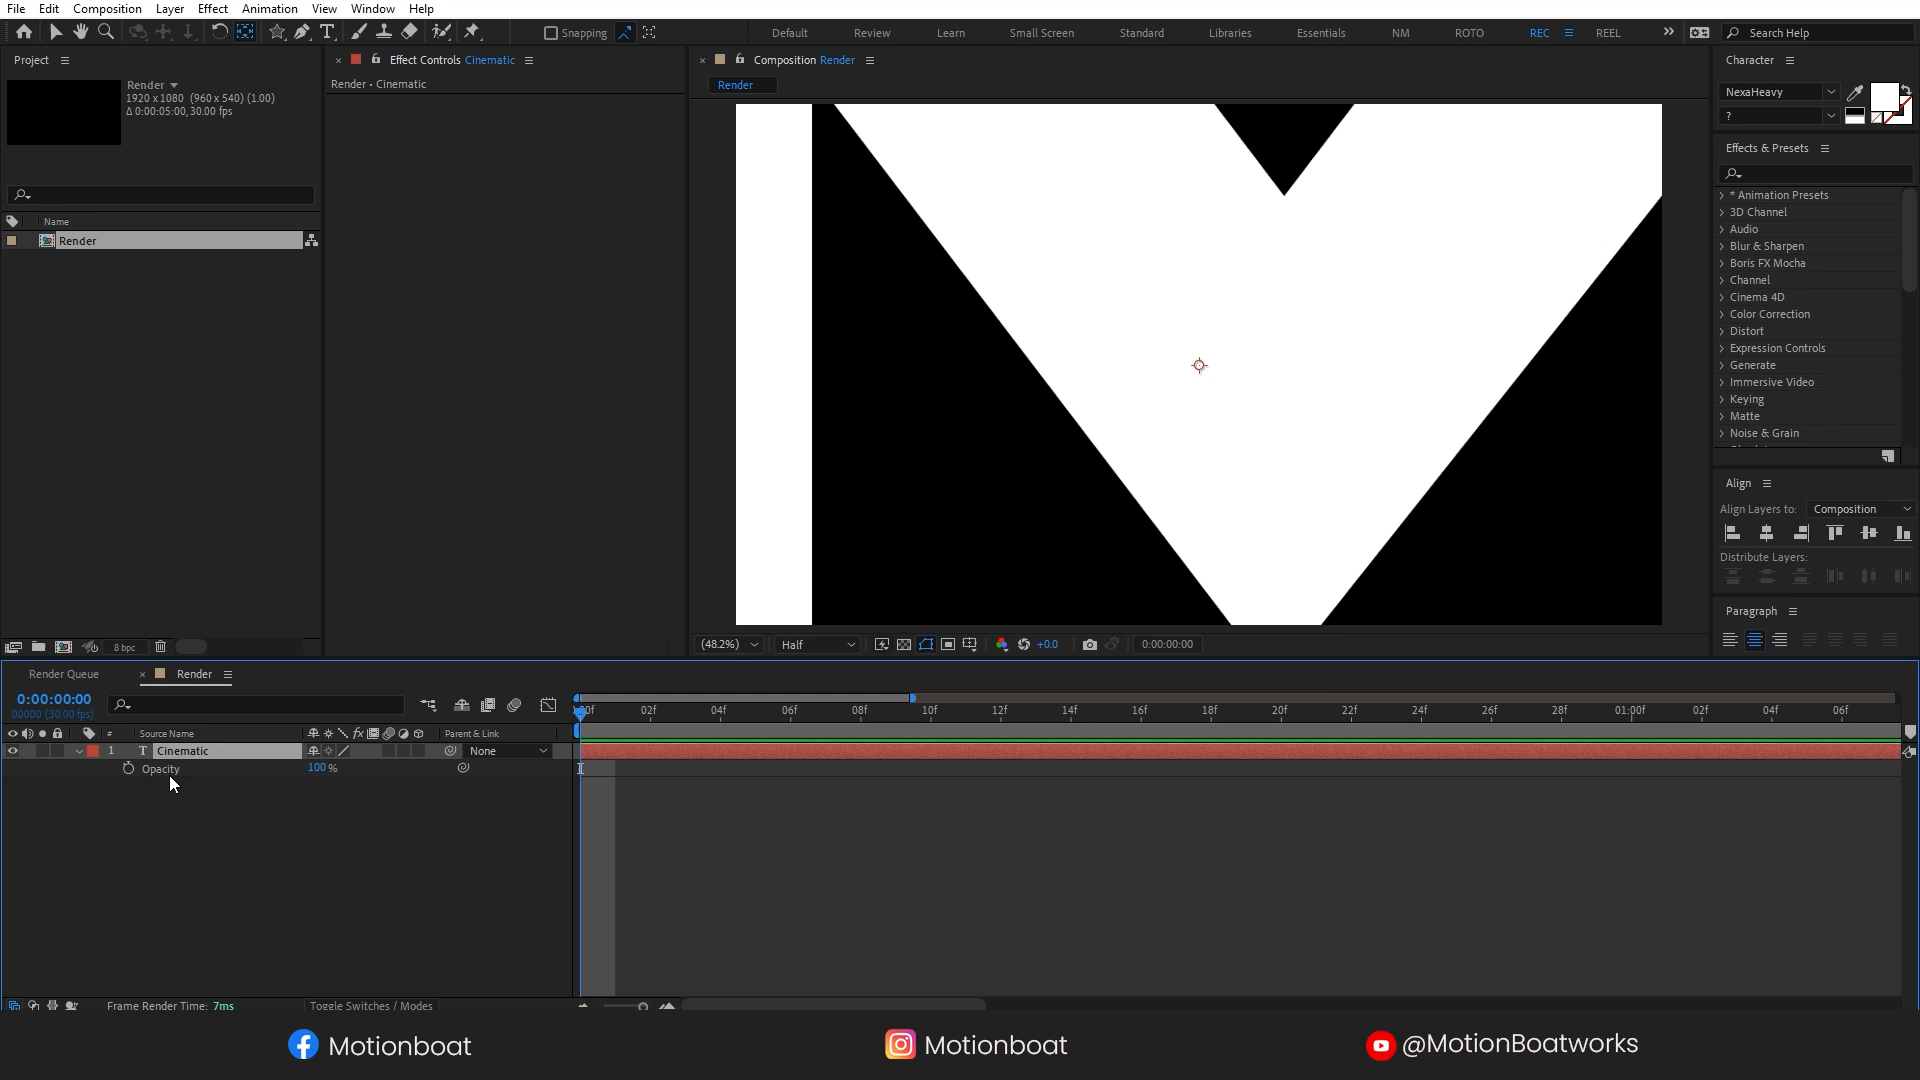 File Edit Composition Layer Effect Animation View Window Help
Snapping Default Review Learn Small Screen Standard Libraries Essentials NM ROTO REC REEL Search Help
Project
Render
1920 x 1080 (960 x 540) (1.00)
Δ 0:00:05:00, 30.00 fps
Name
Render
8 bpc
Effect Controls Cinematic
Render • Cinematic
Composition Render
Render
(48.2%) Half +0.0 0:00:00:00
Character
NexaHeavy
?
Effects & Presets
* Animation Presets
3D Channel
Audio
Blur & Sharpen
Boris FX Mocha
Channel
Cinema 4D
Color Correction
Distort
Expression Controls
Generate
Immersive Video
Keying
Matte
Noise & Grain
Align
Align Layers to: Composition
Distribute Layers:
Paragraph
Render Queue Render
0:00:00:00
00000 (30.00 fps)
02f 04f 06f 08f 10f 12f 14f 16f 18f 20f 22f 24f 26f 28f 01:00f 02f 04f 06f
# Source Name fx Parent & Link
1 T Cinematic None
Opacity 100 %
Frame Render Time: 7ms Toggle Switches / Modes
Motionboat Motionboat @MotionBoatworks